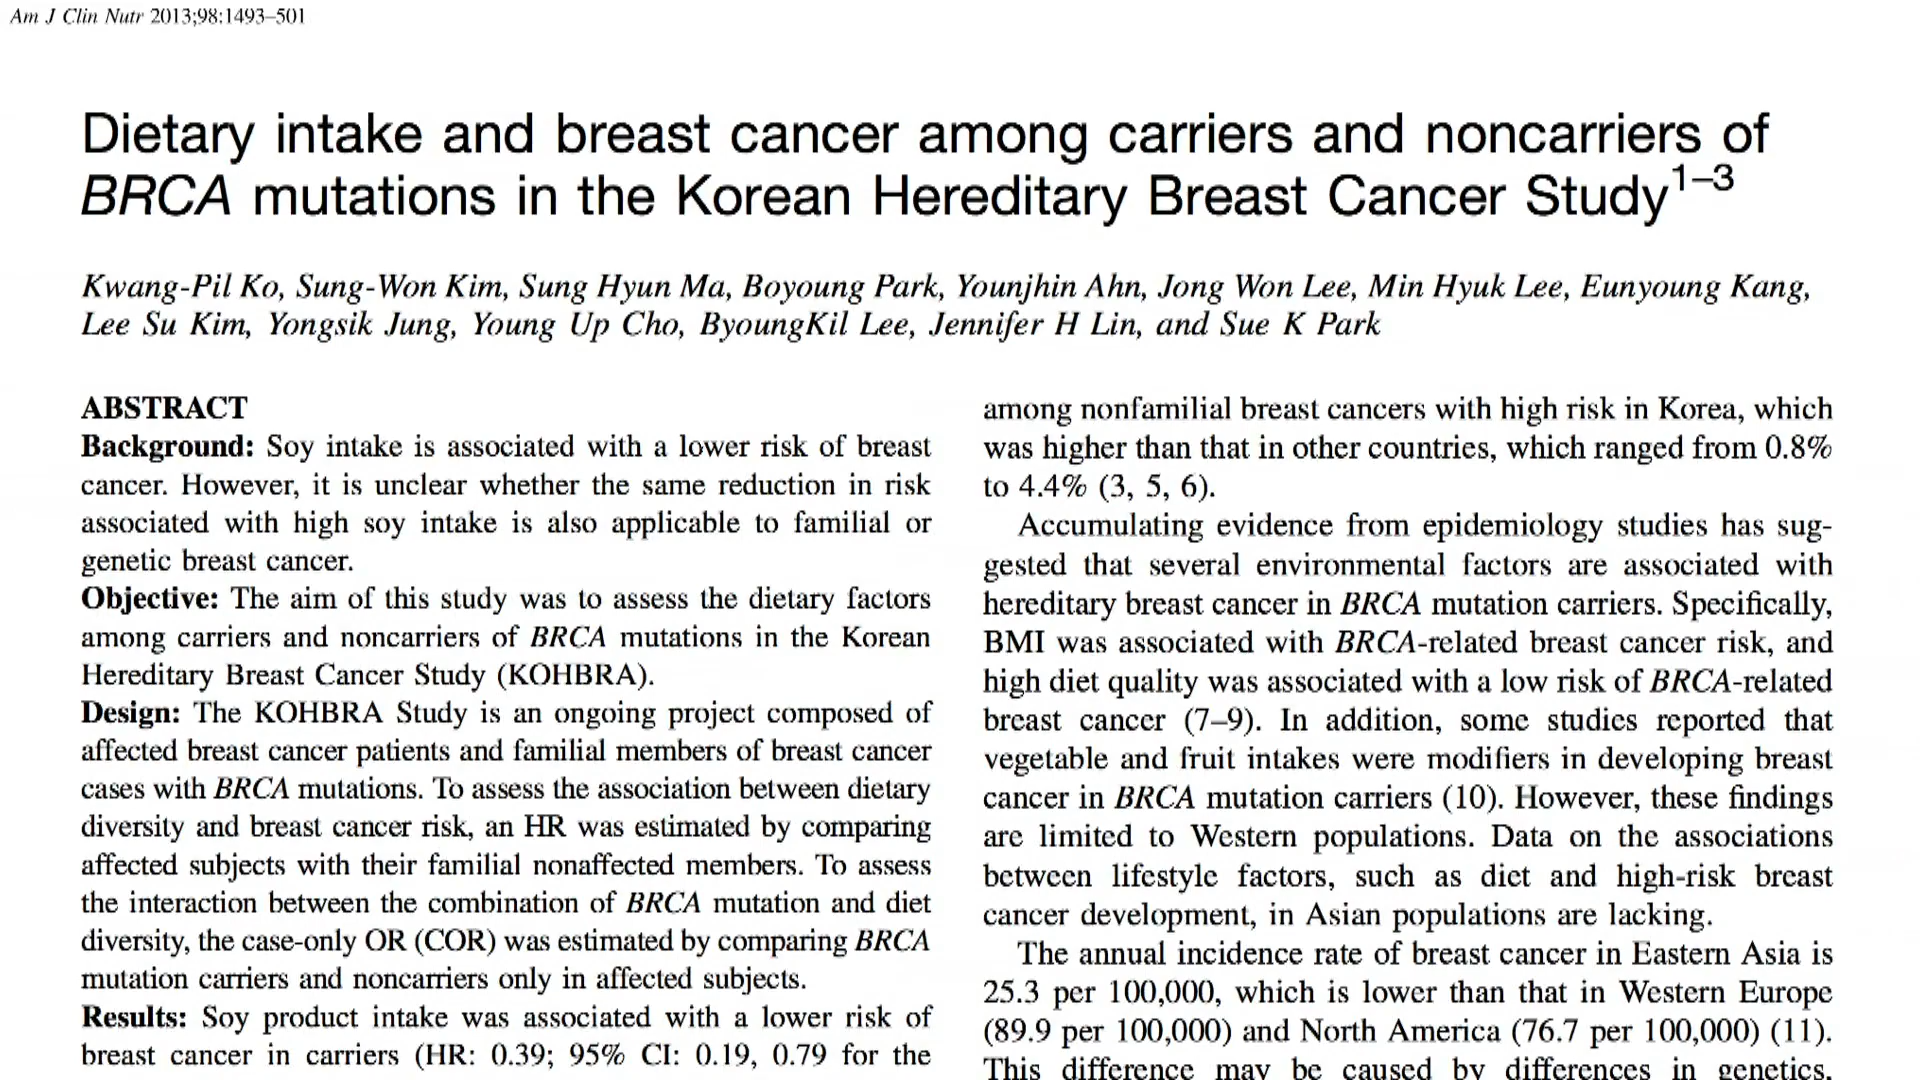 Am J Clin Nutr 2013;98:1493–501
Dietary intake and breast cancer among carriers and noncarriers of
BRCA mutations in the Korean Hereditary Breast Cancer Study1–3
Kwang-Pil Ko, Sung-Won Kim, Sung Hyun Ma, Boyoung Park, Younjhin Ahn, Jong Won Lee, Min Hyuk Lee, Eunyoung Kang,
Lee Su Kim, Yongsik Jung, Young Up Cho, ByoungKil Lee, Jennifer H Lin, and Sue K Park
ABSTRACT
Background: Soy intake is associated with a lower risk of breast
cancer. However, it is unclear whether the same reduction in risk
associated with high soy intake is also applicable to familial or
genetic breast cancer.
Objective: The aim of this study was to assess the dietary factors
among carriers and noncarriers of BRCA mutations in the Korean
Hereditary Breast Cancer Study (KOHBRA).
Design: The KOHBRA Study is an ongoing project composed of
affected breast cancer patients and familial members of breast cancer
cases with BRCA mutations. To assess the association between dietary
diversity and breast cancer risk, an HR was estimated by comparing
affected subjects with their familial nonaffected members. To assess
the interaction between the combination of BRCA mutation and diet
diversity, the case-only OR (COR) was estimated by comparing BRCA
mutation carriers and noncarriers only in affected subjects.
Results: Soy product intake was associated with a lower risk of
breast cancer in carriers (HR: 0.39; 95% CI: 0.19, 0.79 for the
among nonfamilial breast cancers with high risk in Korea, which
was higher than that in other countries, which ranged from 0.8%
to 4.4% (3, 5, 6).
Accumulating evidence from epidemiology studies has sug-
gested that several environmental factors are associated with
hereditary breast cancer in BRCA mutation carriers. Specifically,
BMI was associated with BRCA-related breast cancer risk, and
high diet quality was associated with a low risk of BRCA-related
breast cancer (7–9). In addition, some studies reported that
vegetable and fruit intakes were modifiers in developing breast
cancer in BRCA mutation carriers (10). However, these findings
are limited to Western populations. Data on the associations
between lifestyle factors, such as diet and high-risk breast
cancer development, in Asian populations are lacking.
The annual incidence rate of breast cancer in Eastern Asia is
25.3 per 100,000, which is lower than that in Western Europe
(89.9 per 100,000) and North America (76.7 per 100,000) (11).
This difference may be caused by differences in genetics,